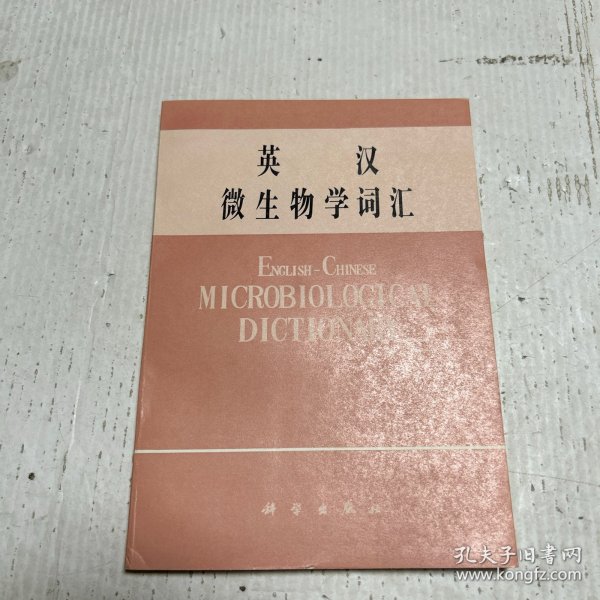 英 汉
微生物学词汇
ENGLISH-CHINESE
MICROBIOLOGICAL
DICTIONARY
科学出版社
孔夫子旧书网
www.kongfz.com